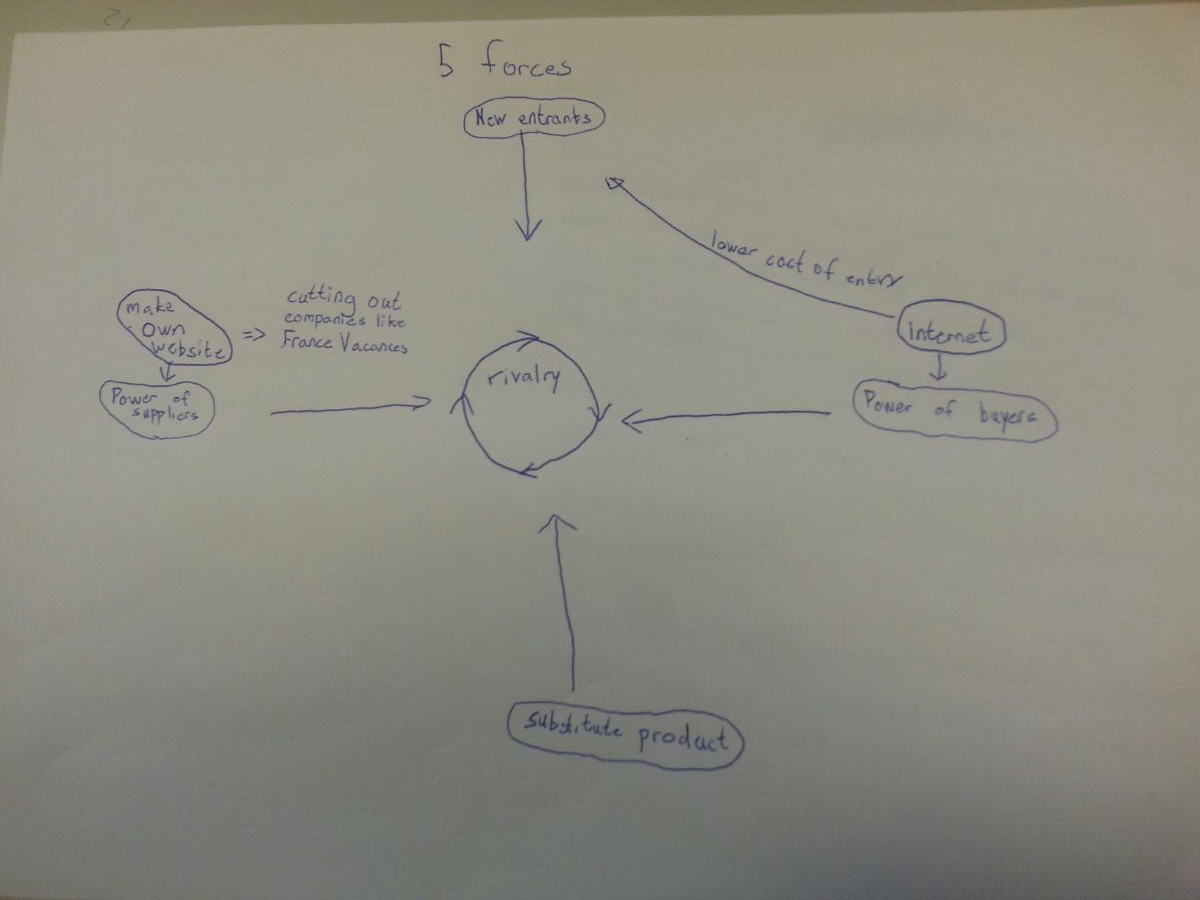 5 forces
New entrants
lower cost of entry
make
own
website
=> cutting out
companies like
France Vacances
internet
rivalry
Power of
suppliers
Power of buyers
substitute product